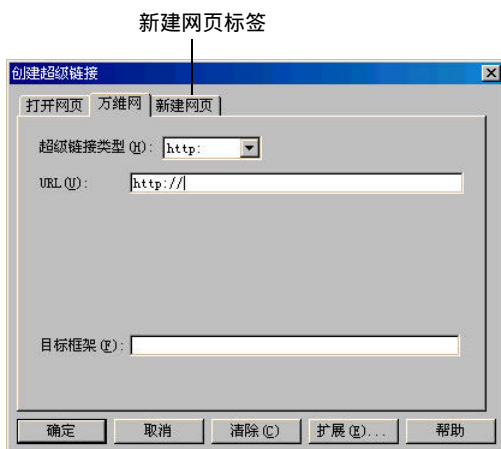 新建网页标签
创建超级链接
打开网页 万维网 新建网页
超级链接类型(H): http:
URL(U): http://
目标框架(F):
确定 取消 清除(C) 扩展(E)... 帮助